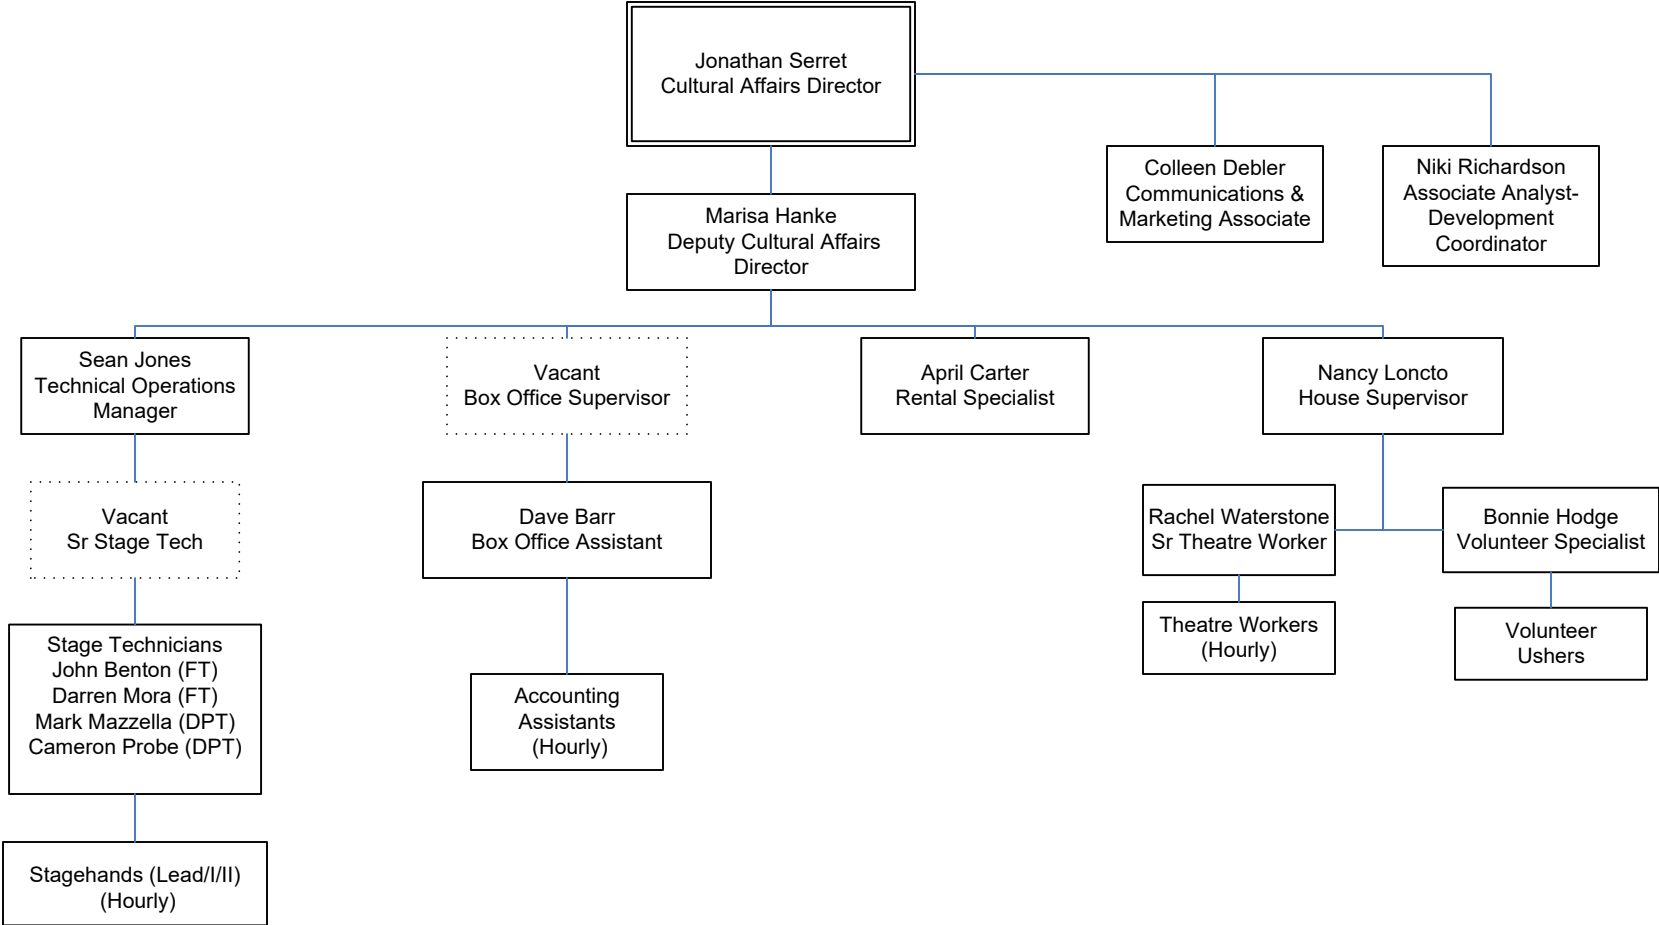 Jonathan Serret
Cultural Affairs Director
Colleen Debler
Communications &
Marketing Associate
Niki Richardson
Associate Analyst-
Development
Coordinator
Marisa Hanke
Deputy Cultural Affairs
Director
Sean Jones
Technical Operations
Manager
Vacant
Box Office Supervisor
April Carter
Rental Specialist
Nancy Loncto
House Supervisor
Vacant
Sr Stage Tech
Dave Barr
Box Office Assistant
Rachel Waterstone
Sr Theatre Worker
Bonnie Hodge
Volunteer Specialist
Stage Technicians
John Benton (FT)
Darren Mora (FT)
Mark Mazzella (DPT)
Cameron Probe (DPT)
Accounting
Assistants
(Hourly)
Theatre Workers
(Hourly)
Volunteer
Ushers
Stagehands (Lead/I/II)
(Hourly)